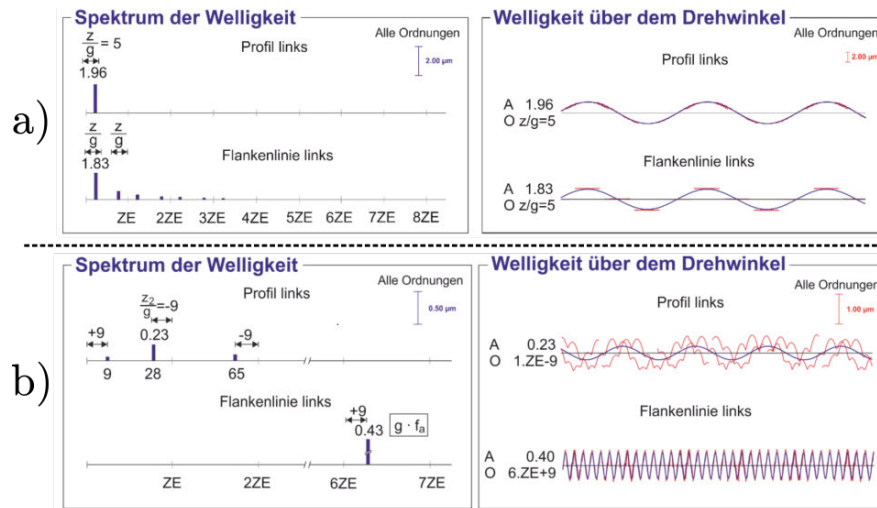 a)
Spektrum der Welligkeit
Alle Ordnungen
z/g = 5
Profil links
2.00 µm
1.96
z/g z/g
Flankenlinie links
1.83
ZE 2ZE 3ZE 4ZE 5ZE 6ZE 7ZE 8ZE
Welligkeit über dem Drehwinkel
Alle Ordnungen
Profil links
2.00 µm
A 1.96
O z/g=5
Flankenlinie links
A 1.83
O z/g=5
b)
Spektrum der Welligkeit
Alle Ordnungen
Profil links
z₂/g =-9
0.50 µm
+9 0.23 -9
9 28 65
Flankenlinie links
+9
0.43 g · fₐ
ZE 2ZE 6ZE 7ZE
Welligkeit über dem Drehwinkel
Alle Ordnungen
Profil links
1.00 µm
A 0.23
O 1.ZE-9
Flankenlinie links
A 0.40
O 6.ZE+9